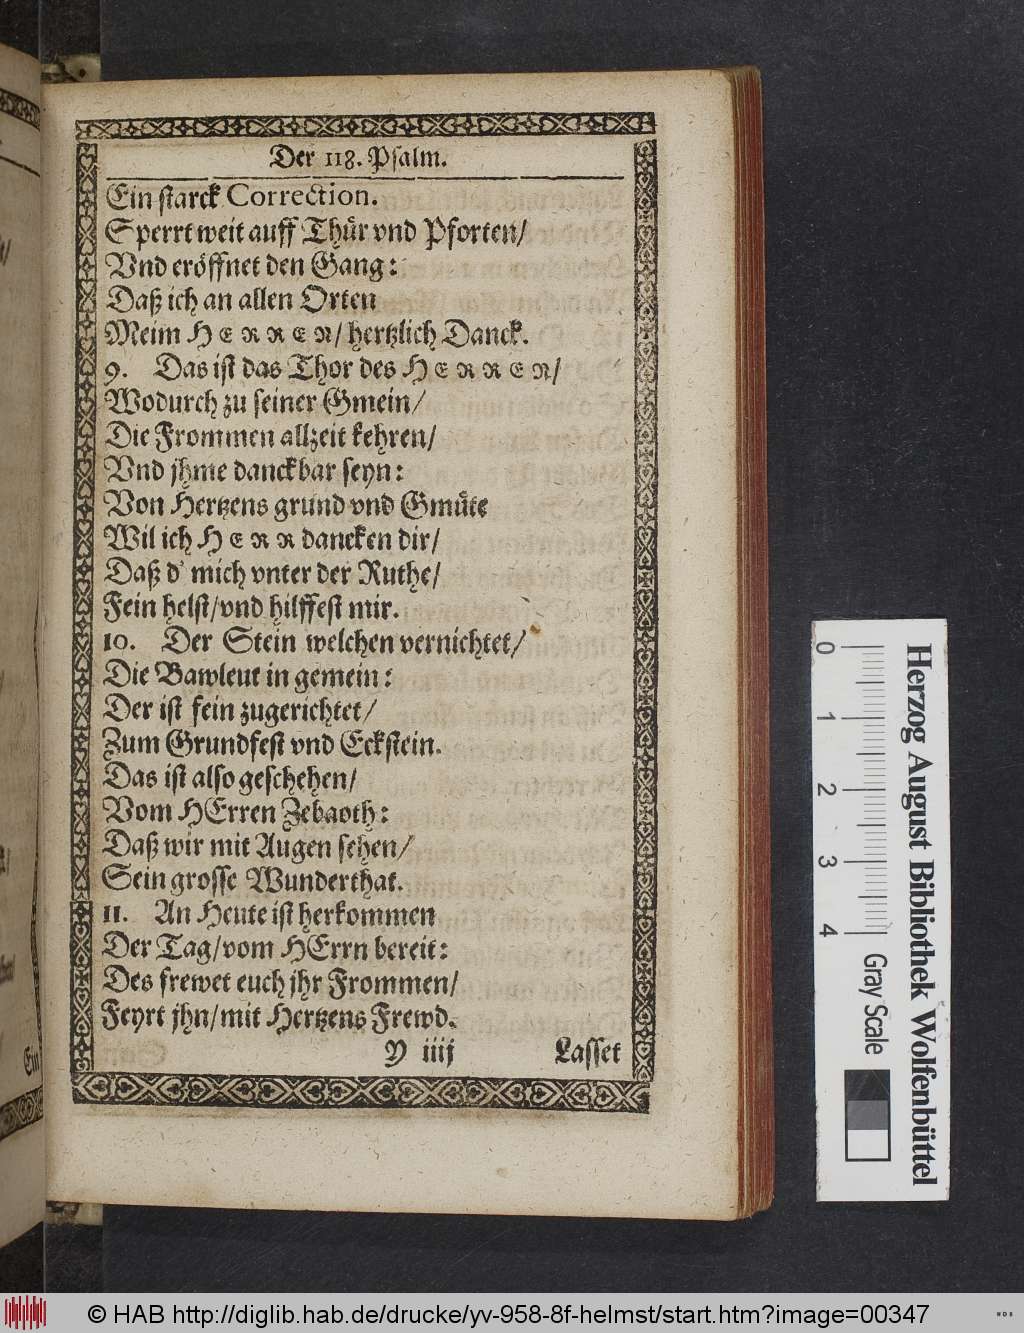 Der 118. Psalm.
Ein starck Correction.
Sperrt weit auff Thuͤr vnd Pforten/
Vnd eroͤffnet den Gang:
Daß ich an allen Orten
Meim HERREN/ hertzlich Danck.
9. Das ist das Thor des HERREN/
Wodurch zu seiner Gmein/
Die Frommen allzeit kehren/
Vnd jhme danckbar seyn:
Von Hertzens grund vnd Gmuͤte
Wil ich HERR dancken dir/
Daß d' mich vnter der Ruthe/
Fein helst/vnd hilffest mir.
10. Der Stein welchen vernichtet/
Die Bawleut in gemein:
Der ist fein zugerichtet/
Zum Grundfest vnd Eckstein.
Das ist also geschehen/
Vom HErren Zebaoth:
Daß wir mit Augen sehen/
Sein grosse Wunderthat.
11. An Heute ist herkommen
Der Tag/vom HErrn bereit:
Des frewet euch jhr Frommen/
Feyrt jhn/mit Hertzens Frewd.
Y iiij Lasset
Ein
Herzog August Bibliothek Wolfenbüttel
0 1 2 3 4 Gray Scale
© HAB http://diglib.hab.de/drucke/yv-958-8f-helmst/start.htm?image=00347